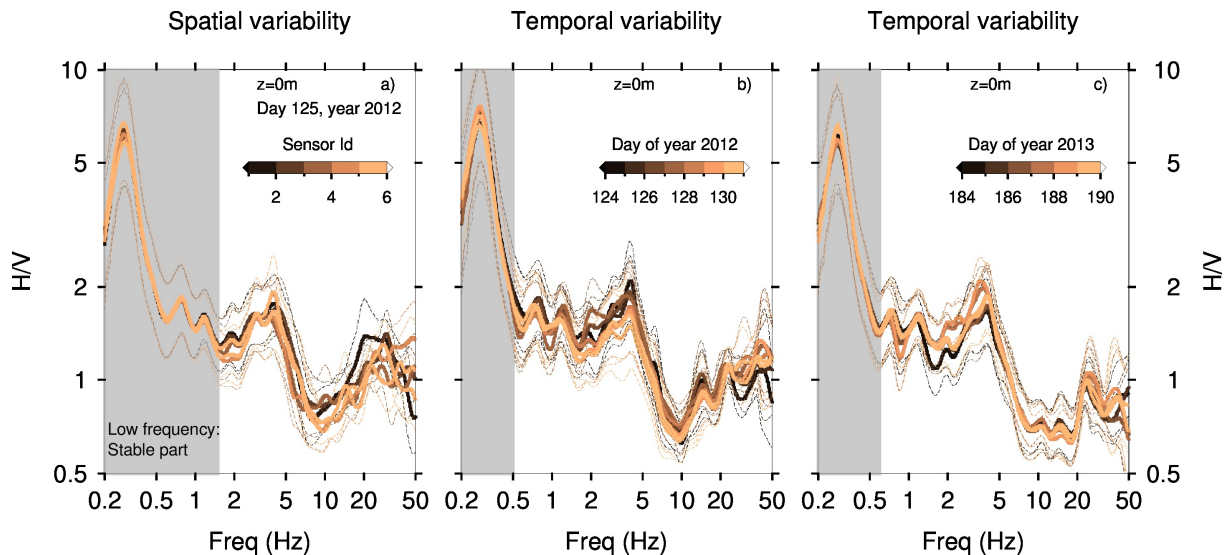 Spatial variability
Temporal variability
Temporal variability
10
5
2
1
0.5
H/V
z=0m
a)
Day 125, year 2012
Sensor Id
2 4 6
Low frequency:
Stable part
0.2 0.5 1 2 5 10 20 50
Freq (Hz)
z=0m
b)
Day of year 2012
124 126 128 130
0.2 0.5 1 2 5 10 20 50
Freq (Hz)
z=0m
c)
Day of year 2013
184 186 188 190
0.2 0.5 1 2 5 10 20 50
Freq (Hz)
10
5
2
1
0.5
H/V